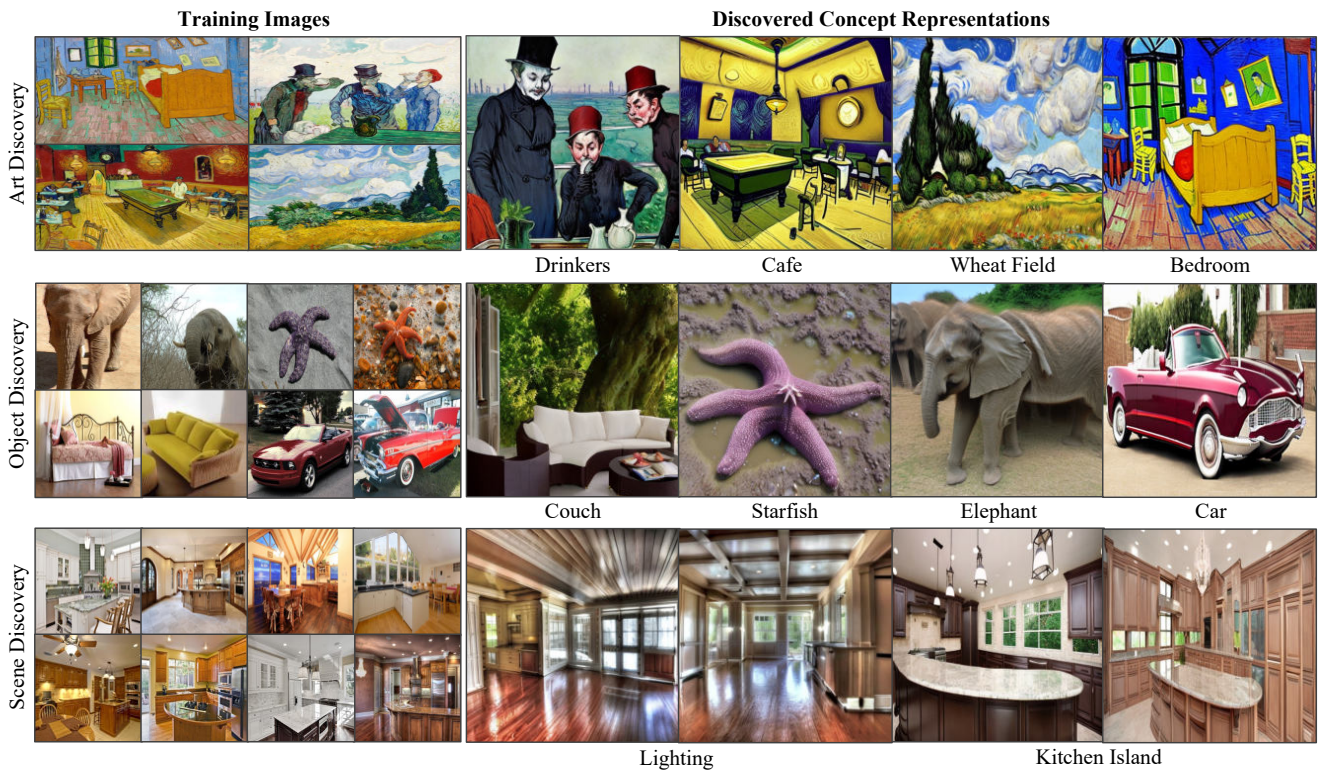 Training Images
Discovered Concept Representations
Art Discovery
Drinkers
Cafe
Wheat Field
Bedroom
Object Discovery
Couch
Starfish
Elephant
Car
Scene Discovery
Lighting
Kitchen Island